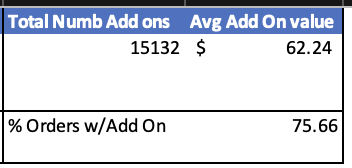 Total Numb Add ons Avg Add On value
15132 $ 62.24
% Orders w/Add On 75.66